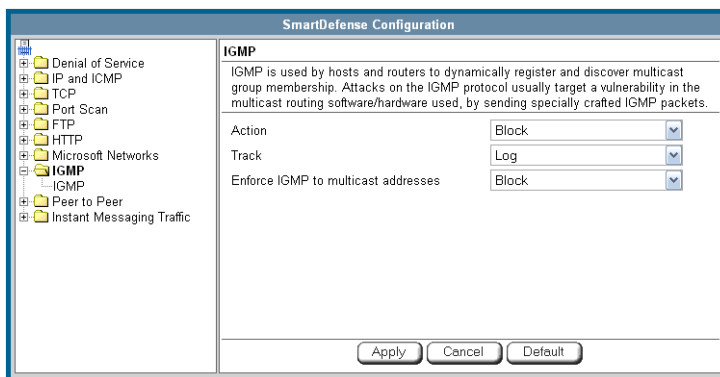 SmartDefense Configuration
Denial of Service
IP and ICMP
TCP
Port Scan
FTP
HTTP
Microsoft Networks
IGMP
IGMP
Peer to Peer
Instant Messaging Traffic
IGMP
IGMP is used by hosts and routers to dynamically register and discover multicast
group membership. Attacks on the IGMP protocol usually target a vulnerability in the
multicast routing software/hardware used, by sending specially crafted IGMP packets.
Action Block
Track Log
Enforce IGMP to multicast addresses Block
Apply Cancel Default